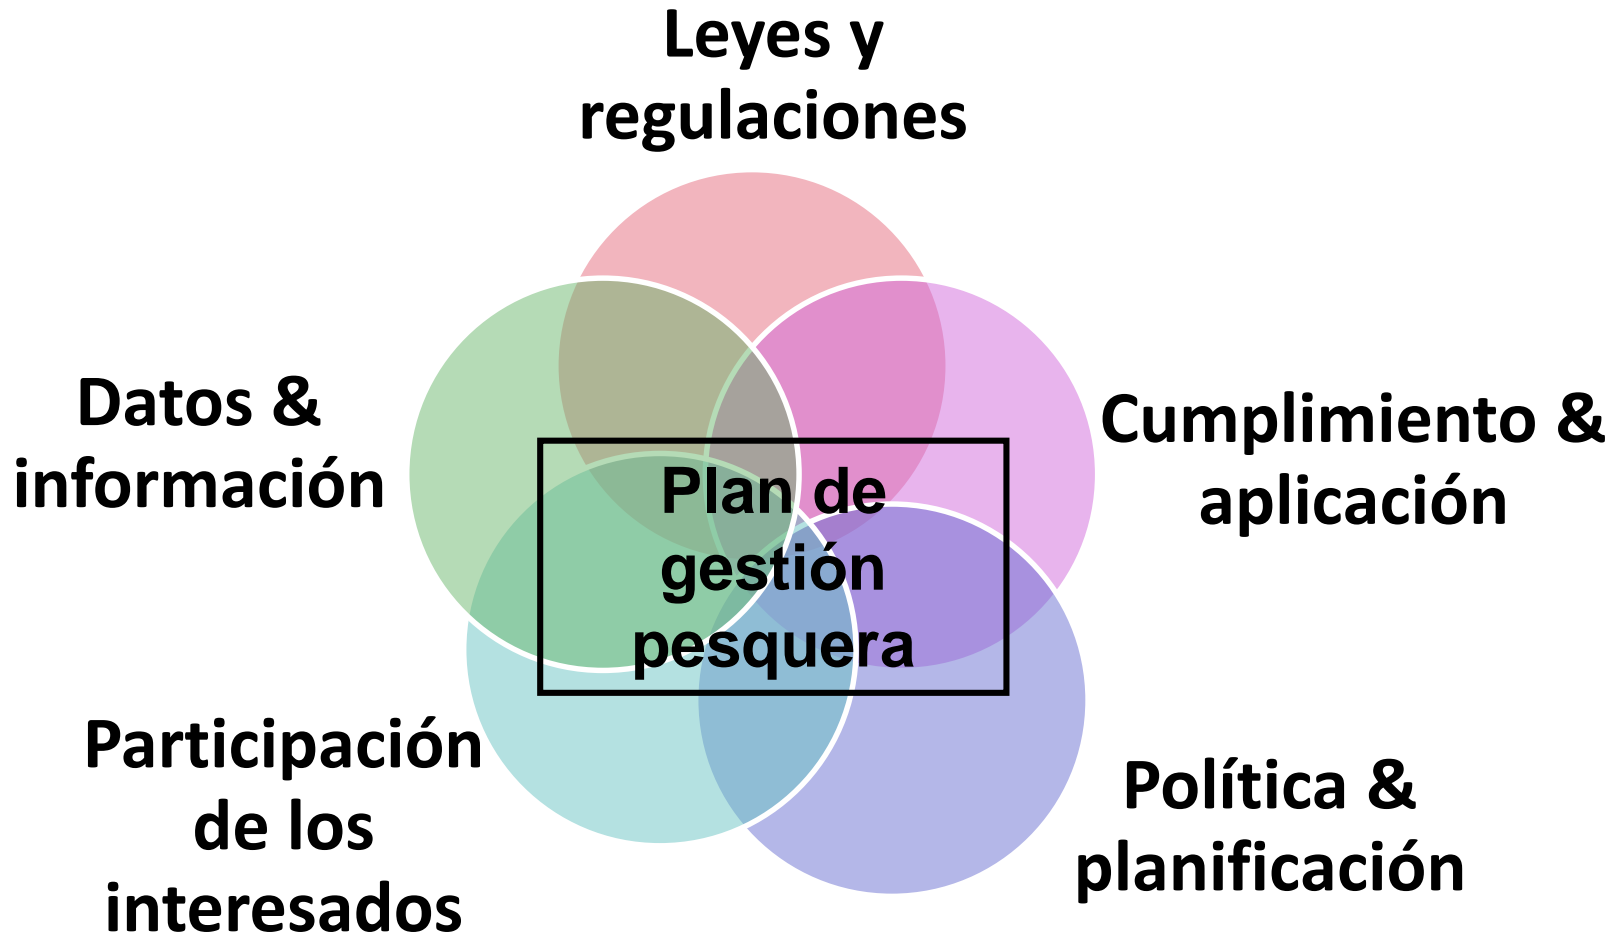 Leyes y
regulaciones
Datos &
información
Cumplimiento &
aplicación
Plan de
gestión
pesquera
Participación
de los
interesados
Política &
planificación